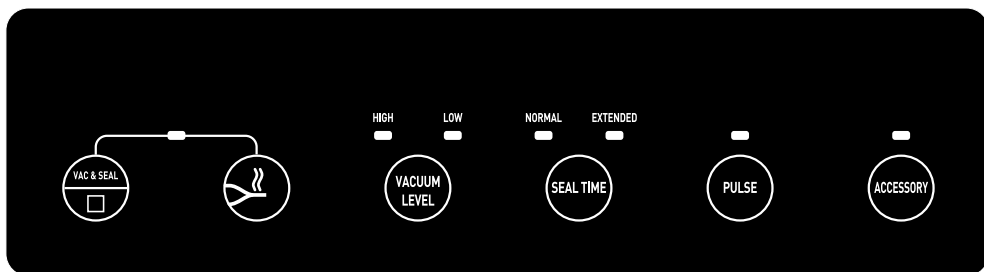 HIGH LOW NORMAL EXTENDED
VAC & SEAL
VACUUM
LEVEL
SEAL TIME
PULSE
ACCESSORY